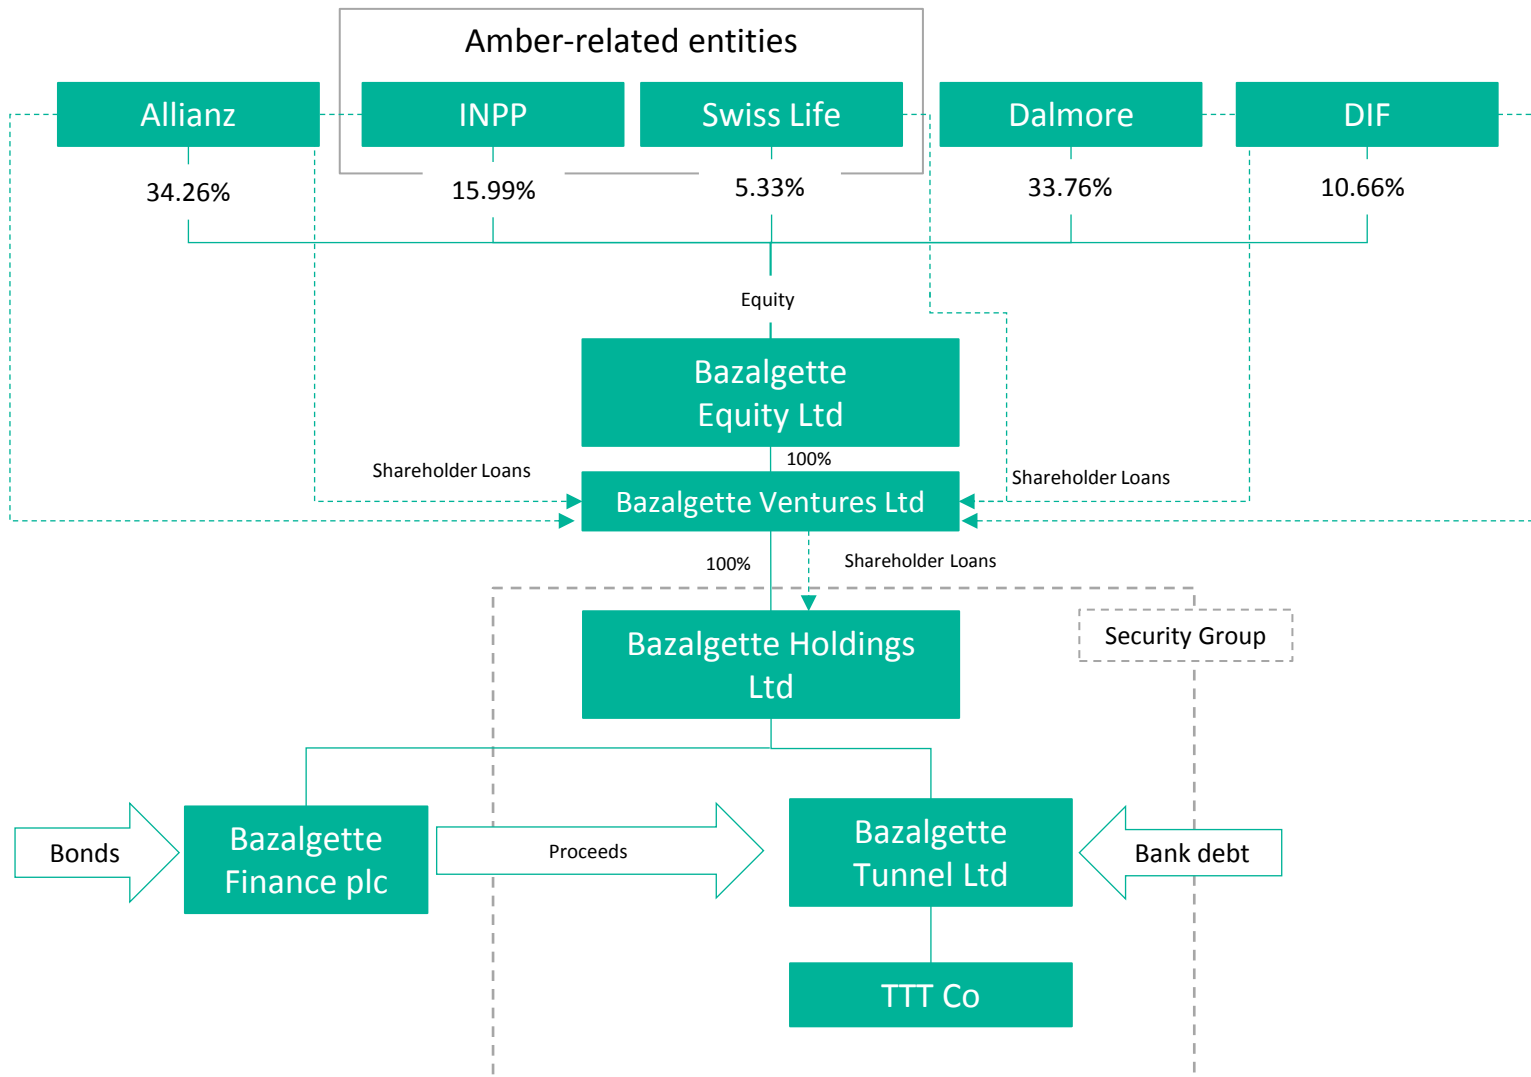 Amber-related entities
Allianz
INPP
Swiss Life
Dalmore
DIF
34.26%
15.99%
5.33%
33.76%
10.66%
Equity
Bazalgette
Equity Ltd
100%
Shareholder Loans
Shareholder Loans
Bazalgette Ventures Ltd
100%
Shareholder Loans
Security Group
Bazalgette Holdings
Ltd
Bonds
Bazalgette
Finance plc
Proceeds
Bazalgette
Tunnel Ltd
Bank debt
TTT Co